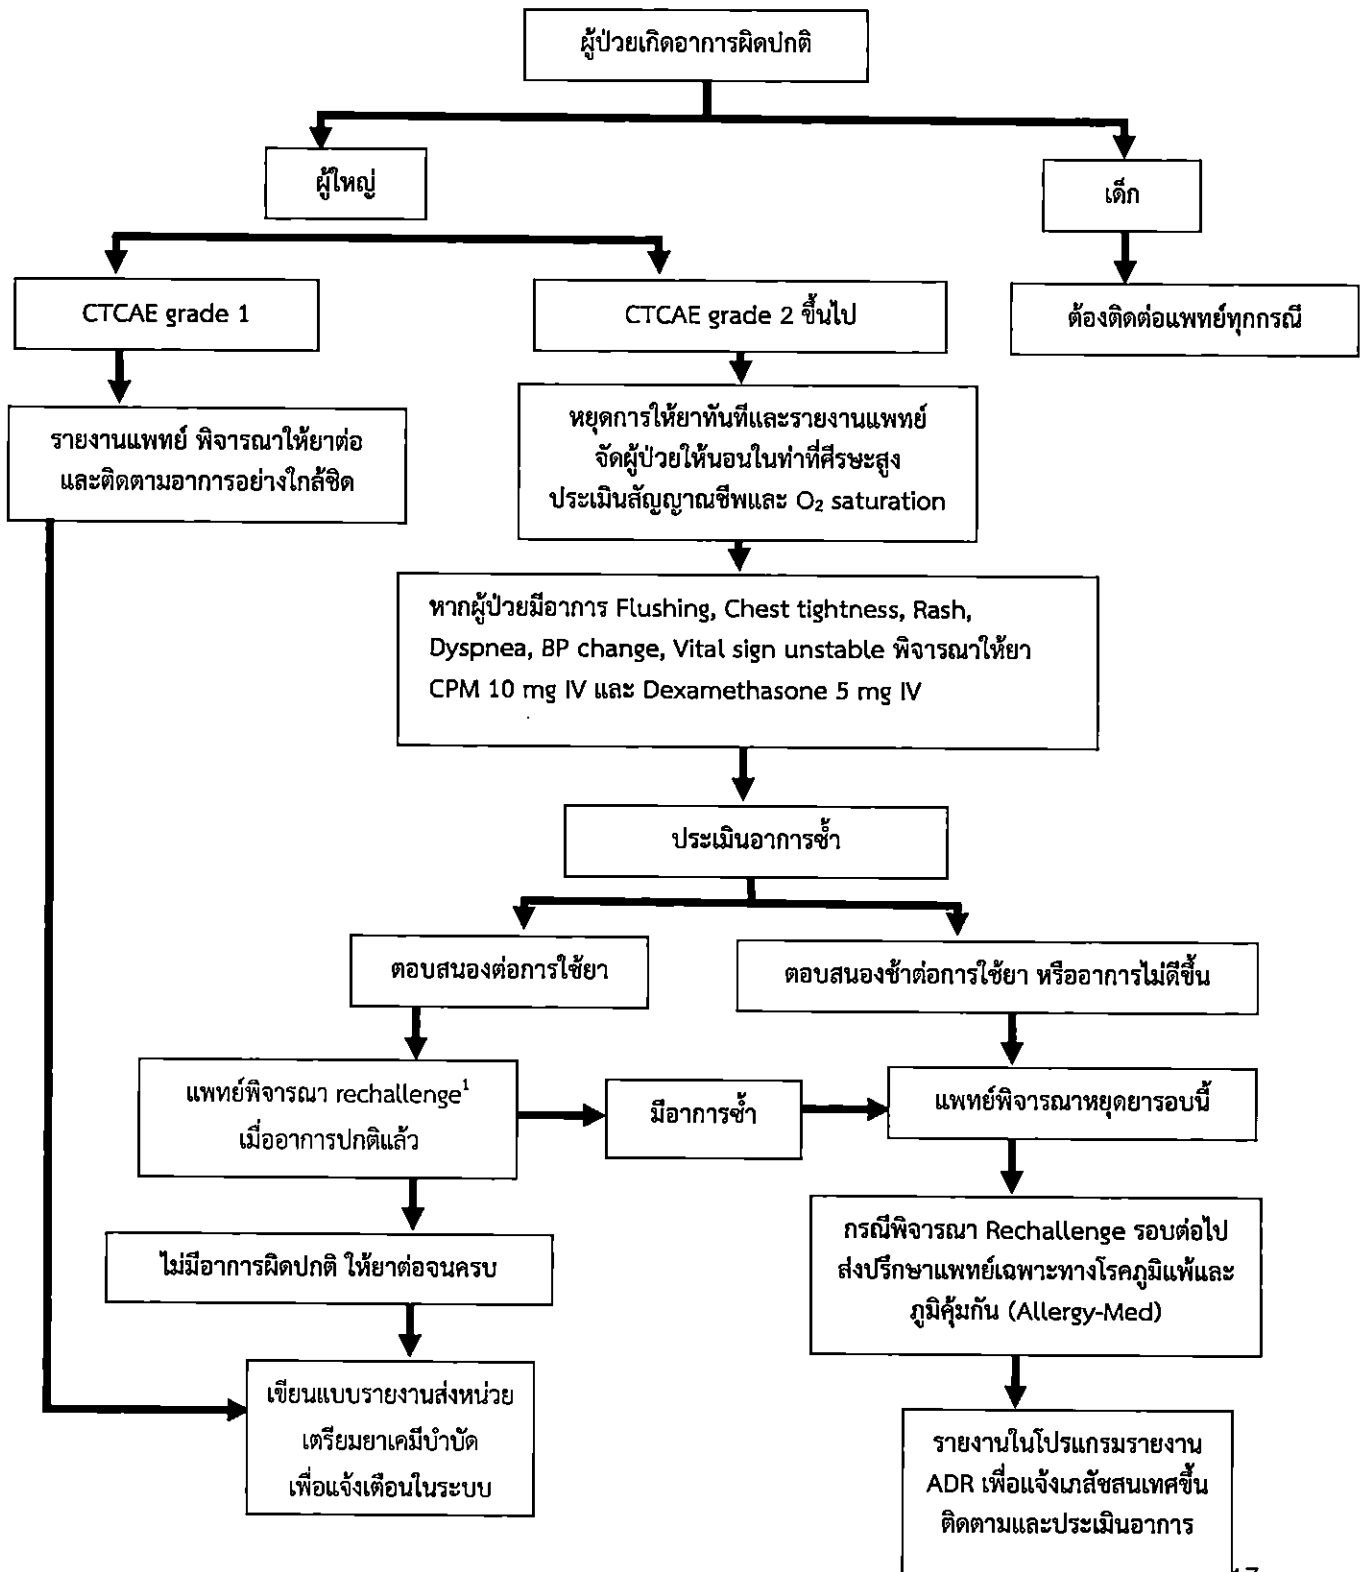 ผู้ป่วยเกิดอาการผิดปกติ
ผู้ใหญ่
เด็ก
CTCAE grade 1
CTCAE grade 2 ขึ้นไป
ต้องติดต่อแพทย์ทุกกรณี
รายงานแพทย์ พิจารณาให้ยาต่อ
และติดตามอาการอย่างใกล้ชิด
หยุดการให้ยาทันทีและรายงานแพทย์
จัดผู้ป่วยให้นอนในท่าที่ศีรษะสูง
ประเมินสัญญาณชีพและ O₂ saturation
หากผู้ป่วยมีอาการ Flushing, Chest tightness, Rash,
Dyspnea, BP change, Vital sign unstable พิจารณาให้ยา
CPM 10 mg IV และ Dexamethasone 5 mg IV
ประเมินอาการซ้ำ
ตอบสนองต่อการใช้ยา
ตอบสนองช้าต่อการใช้ยา หรืออาการไม่ดีขึ้น
แพทย์พิจารณา rechallenge¹
เมื่ออาการปกติแล้ว
มีอาการซ้ำ
แพทย์พิจารณาหยุดยารอบนี้
ไม่มีอาการผิดปกติ ให้ยาต่อจนครบ
กรณีพิจารณา Rechallenge รอบต่อไป
ส่งปรึกษาแพทย์เฉพาะทางโรคภูมิแพ้และ
ภูมิคุ้มกัน (Allergy-Med)
เขียนแบบรายงานส่งหน่วย
เตรียมยาเคมีบำบัด
เพื่อแจ้งเตือนในระบบ
รายงานในโปรแกรมรายงาน
ADR เพื่อแจ้งเภสัชสนเทศขึ้น
ติดตามและประเมินอาการ